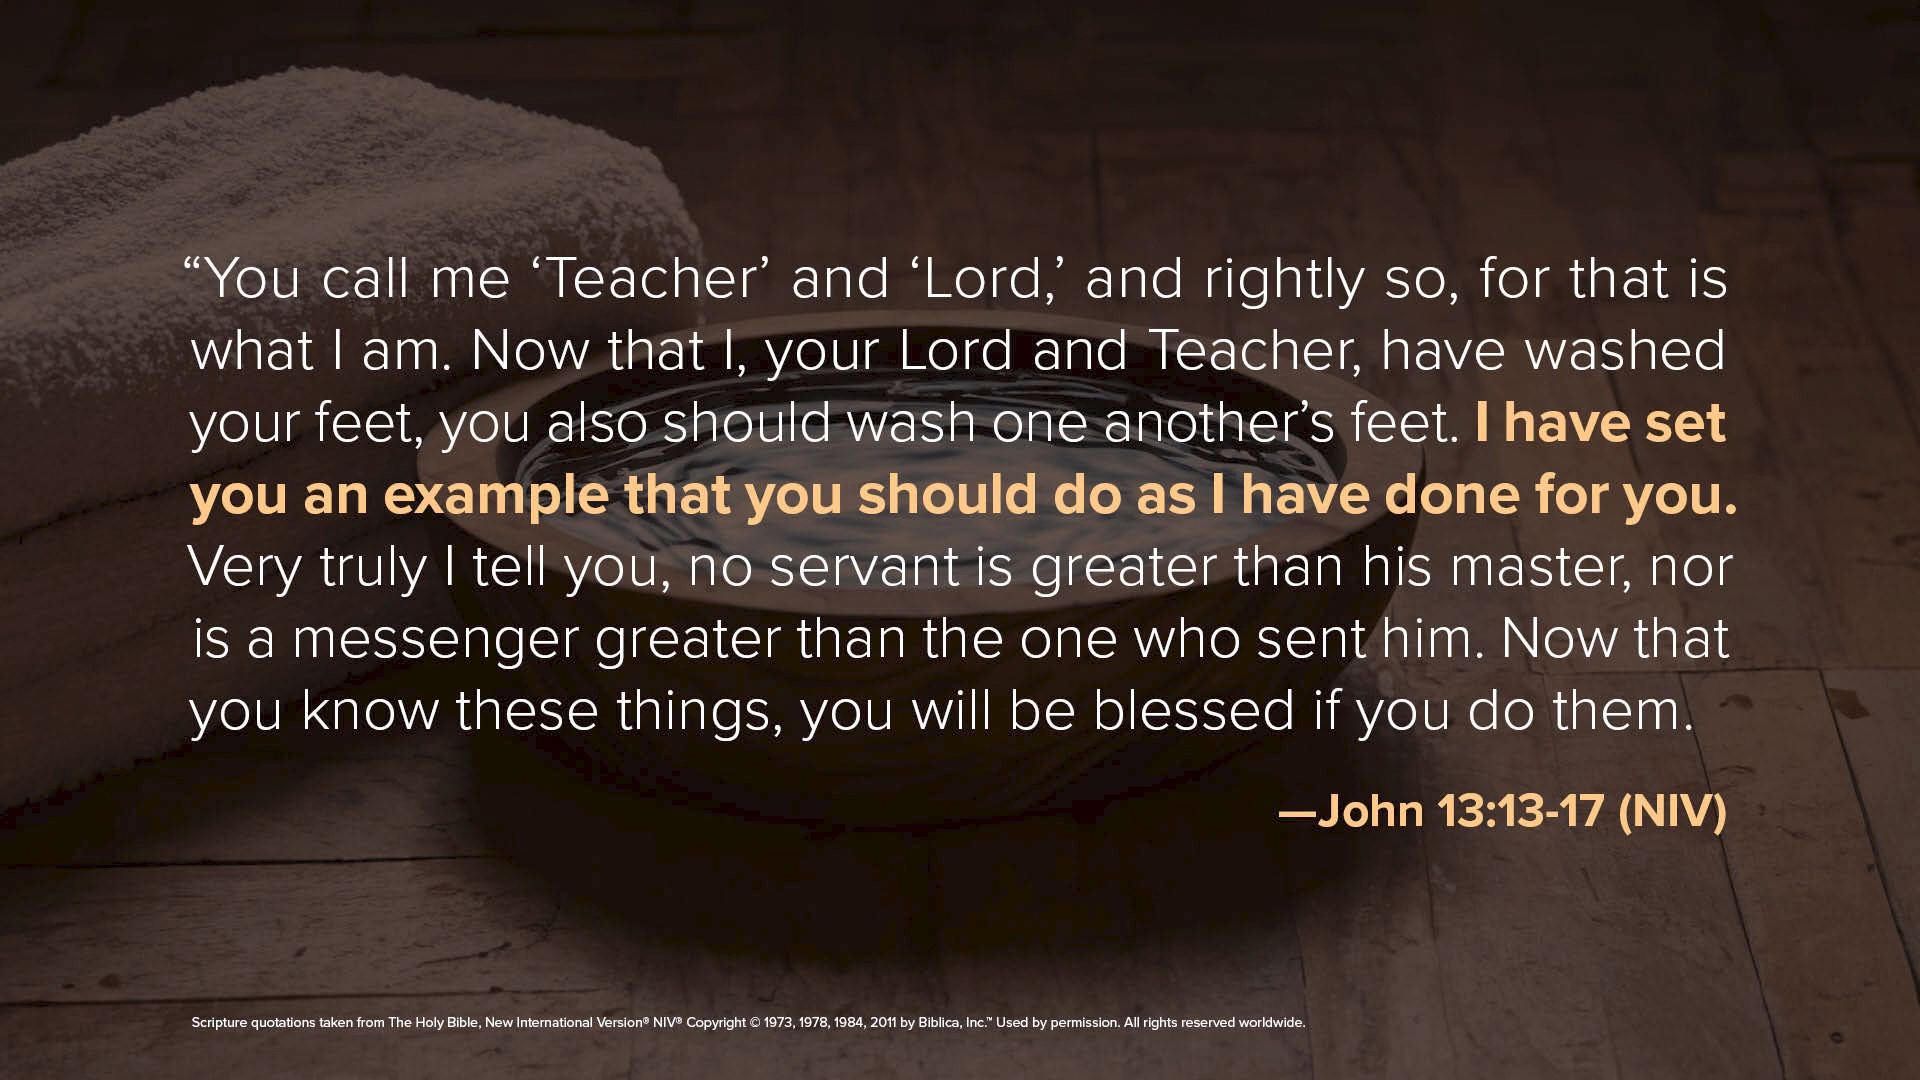 “You call me ‘Teacher’ and ‘Lord,’ and rightly so, for that is
what I am. Now that I, your Lord and Teacher, have washed
your feet, you also should wash one another’s feet. I have set
you an example that you should do as I have done for you.
Very truly I tell you, no servant is greater than his master, nor
is a messenger greater than the one who sent him. Now that
you know these things, you will be blessed if you do them.
—John 13:13-17 (NIV)
Scripture quotations taken from The Holy Bible, New International Version® NIV® Copyright © 1973, 1978, 1984, 2011 by Biblica, Inc.™ Used by permission. All rights reserved worldwide.